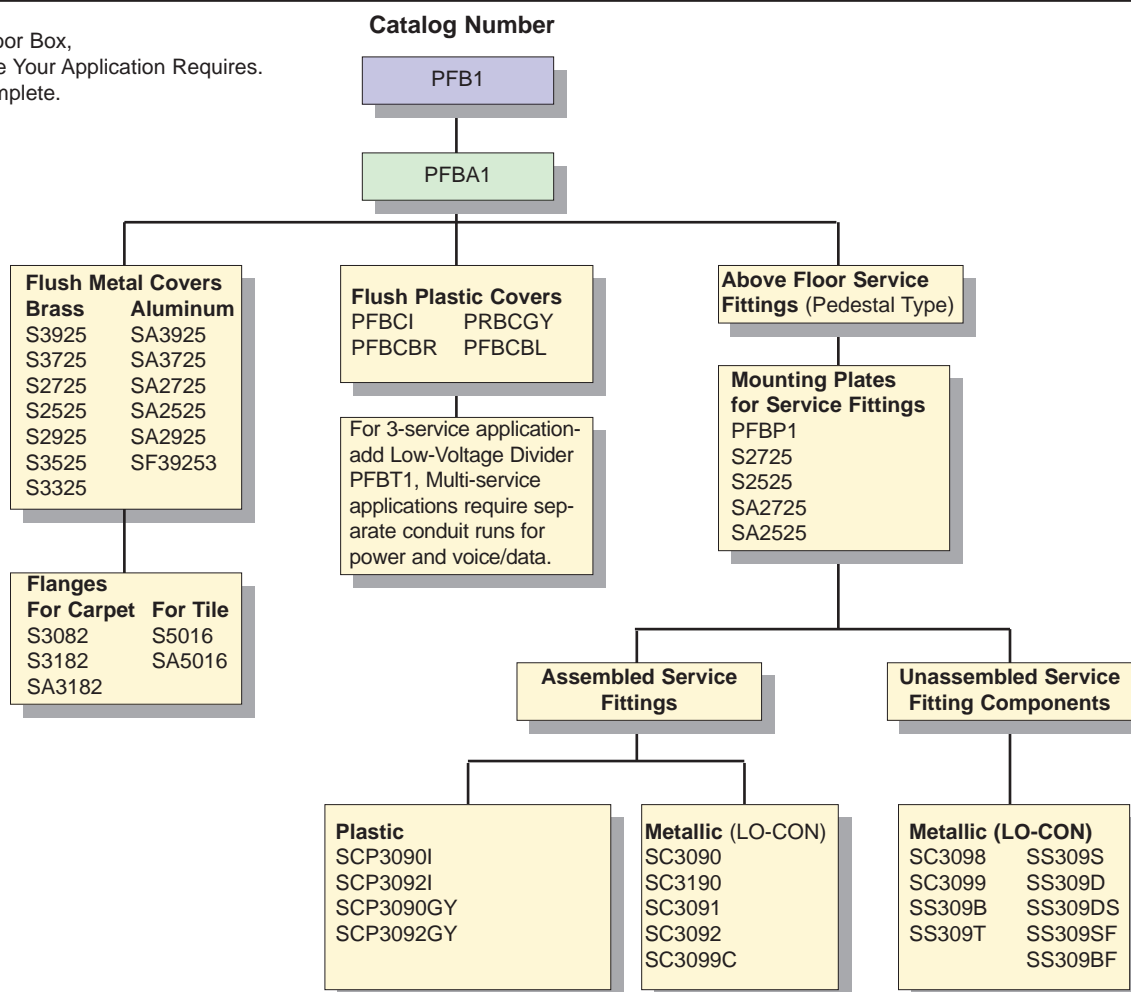 Catalog Number
oor Box,
e Your Application Requires.
mplete.
PFB1
PFBA1
Flush Metal Covers
Brass Aluminum
S3925 SA3925
S3725 SA3725
S2725 SA2725
S2525 SA2525
S2925 SA2925
S3525 SF39253
S3325
Flanges
For Carpet For Tile
S3082 S5016
S3182 SA5016
SA3182
Flush Plastic Covers
PFBCI PRBCGY
PFBCBR PFBCBL
For 3-service application-
add Low-Voltage Divider
PFBT1, Multi-service
applications require sep-
arate conduit runs for
power and voice/data.
Above Floor Service
Fittings (Pedestal Type)
Mounting Plates
for Service Fittings
PFBP1
S2725
S2525
SA2725
SA2525
Assembled Service
Fittings
Plastic
SCP3090I
SCP3092I
SCP3090GY
SCP3092GY
Metallic (LO-CON)
SC3090
SC3190
SC3091
SC3092
SC3099C
Unassembled Service
Fitting Components
Metallic (LO-CON)
SC3098 SS309S
SC3099 SS309D
SS309B SS309DS
SS309T SS309SF
SS309BF